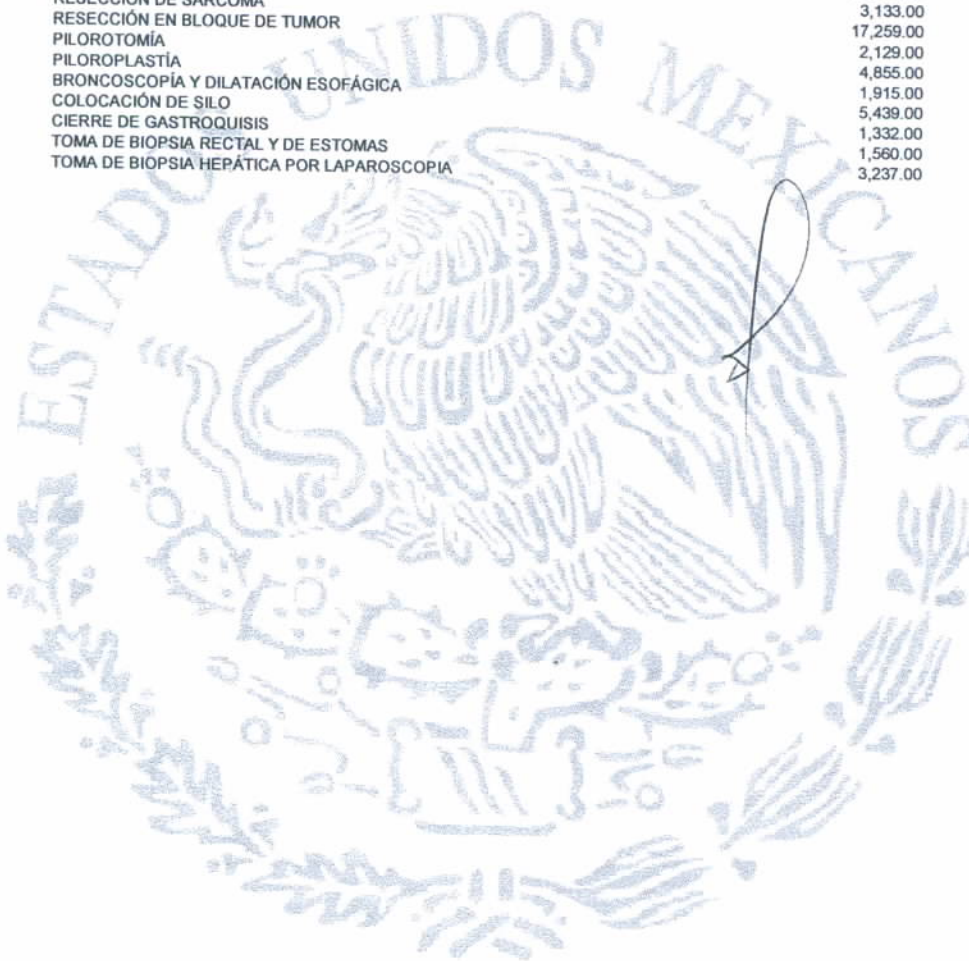 RESECCIÓN DE SARCOMA 3,133.00
RESECCIÓN EN BLOQUE DE TUMOR 17,259.00
PILOROTOMÍA 2,129.00
PILOROPLASTÍA 4,855.00
BRONCOSCOPÍA Y DILATACIÓN ESOFÁGICA 1,915.00
COLOCACIÓN DE SILO 5,439.00
CIERRE DE GASTROQUISIS 1,332.00
TOMA DE BIOPSIA RECTAL Y DE ESTOMAS 1,560.00
TOMA DE BIOPSIA HEPÁTICA POR LAPAROSCOPIA 3,237.00
ESTADOS UNIDOS MEXICANOS